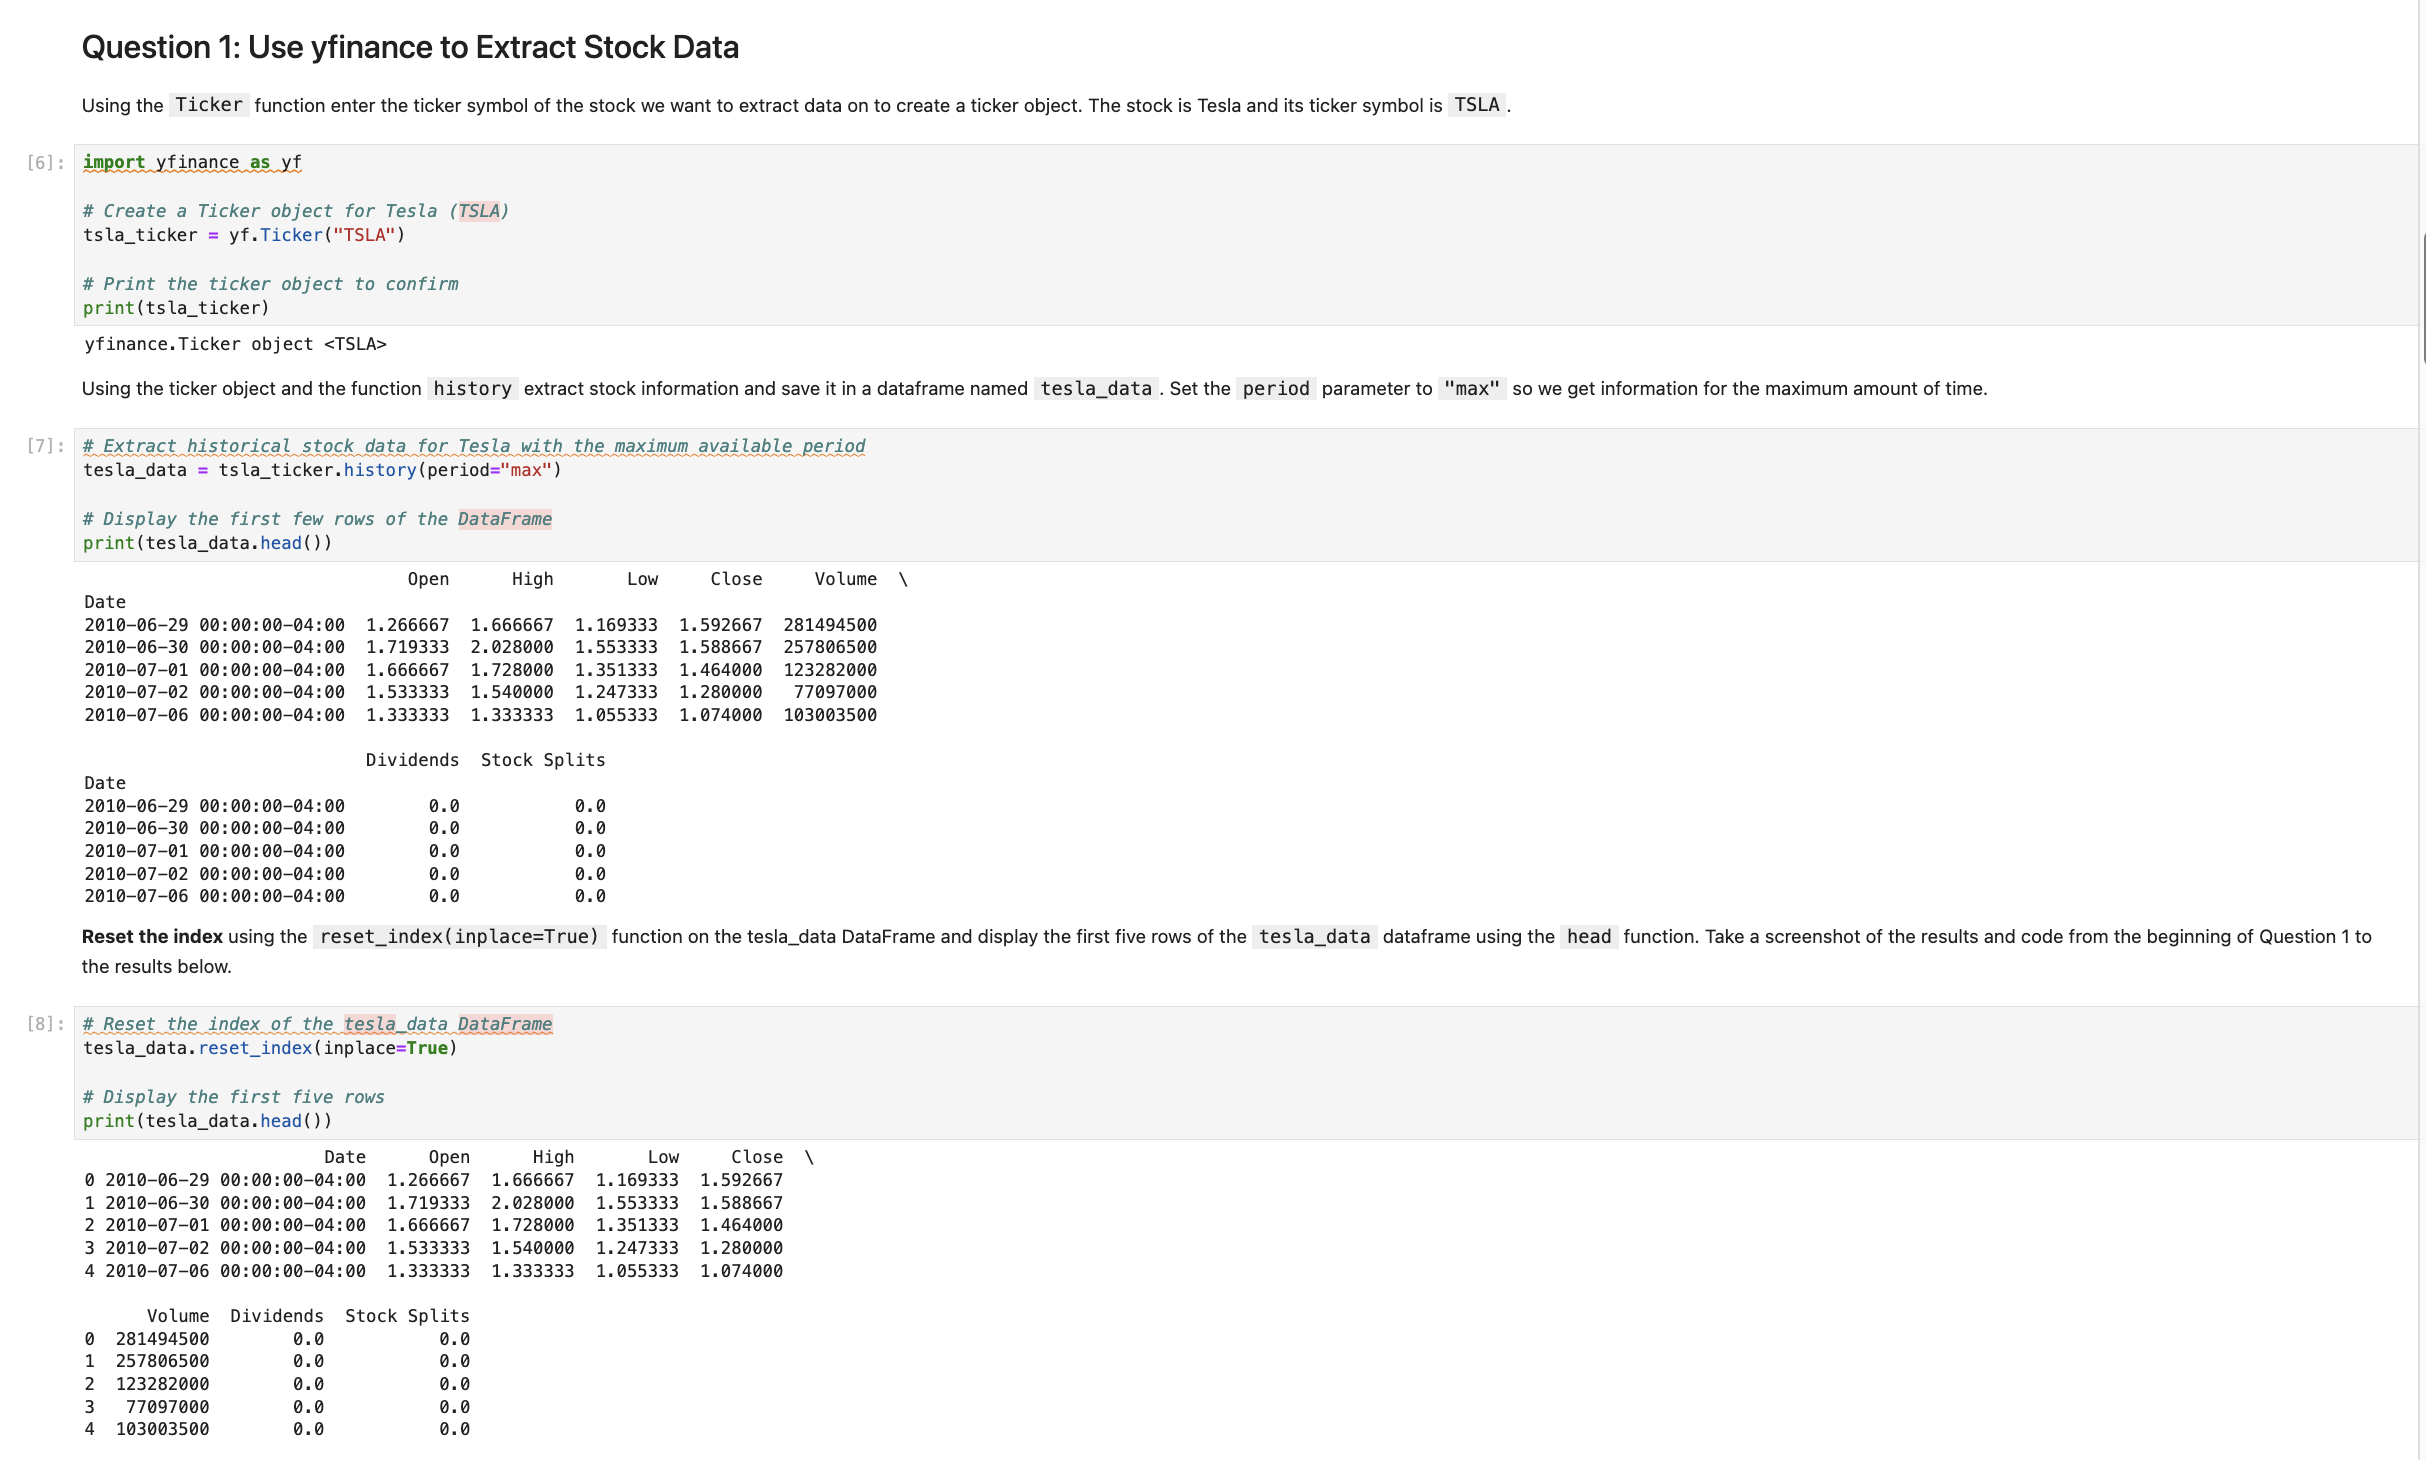 Question 1: Use yfinance to Extract Stock Data
Using the Ticker function enter the ticker symbol of the stock we want to extract data on to create a ticker object. The stock is Tesla and its ticker symbol is TSLA .
[6]: import yfinance as yf
# Create a Ticker object for Tesla (TSLA)
tsla_ticker = yf.Ticker("TSLA")
# Print the ticker object to confirm
print(tsla_ticker)
yfinance.Ticker object <TSLA>
Using the ticker object and the function history extract stock information and save it in a dataframe named tesla_data . Set the period parameter to "max" so we get information for the maximum amount of time.
[7]: # Extract historical stock data for Tesla with the maximum available period
tesla_data = tsla_ticker.history(period="max")
# Display the first few rows of the DataFrame
print(tesla_data.head())
Open High Low Close Volume \
Date
2010-06-29 00:00:00-04:00 1.266667 1.666667 1.169333 1.592667 281494500
2010-06-30 00:00:00-04:00 1.719333 2.028000 1.553333 1.588667 257806500
2010-07-01 00:00:00-04:00 1.666667 1.728000 1.351333 1.464000 123282000
2010-07-02 00:00:00-04:00 1.533333 1.540000 1.247333 1.280000 77097000
2010-07-06 00:00:00-04:00 1.333333 1.333333 1.055333 1.074000 103003500
Dividends Stock Splits
Date
2010-06-29 00:00:00-04:00 0.0 0.0
2010-06-30 00:00:00-04:00 0.0 0.0
2010-07-01 00:00:00-04:00 0.0 0.0
2010-07-02 00:00:00-04:00 0.0 0.0
2010-07-06 00:00:00-04:00 0.0 0.0
Reset the index using the reset_index(inplace=True) function on the tesla_data DataFrame and display the first five rows of the tesla_data dataframe using the head function. Take a screenshot of the results and code from the beginning of Question 1 to
the results below.
[8]: # Reset the index of the tesla_data DataFrame
tesla_data.reset_index(inplace=True)
# Display the first five rows
print(tesla_data.head())
Date Open High Low Close \
0 2010-06-29 00:00:00-04:00 1.266667 1.666667 1.169333 1.592667
1 2010-06-30 00:00:00-04:00 1.719333 2.028000 1.553333 1.588667
2 2010-07-01 00:00:00-04:00 1.666667 1.728000 1.351333 1.464000
3 2010-07-02 00:00:00-04:00 1.533333 1.540000 1.247333 1.280000
4 2010-07-06 00:00:00-04:00 1.333333 1.333333 1.055333 1.074000
Volume Dividends Stock Splits
0 281494500 0.0 0.0
1 257806500 0.0 0.0
2 123282000 0.0 0.0
3 77097000 0.0 0.0
4 103003500 0.0 0.0